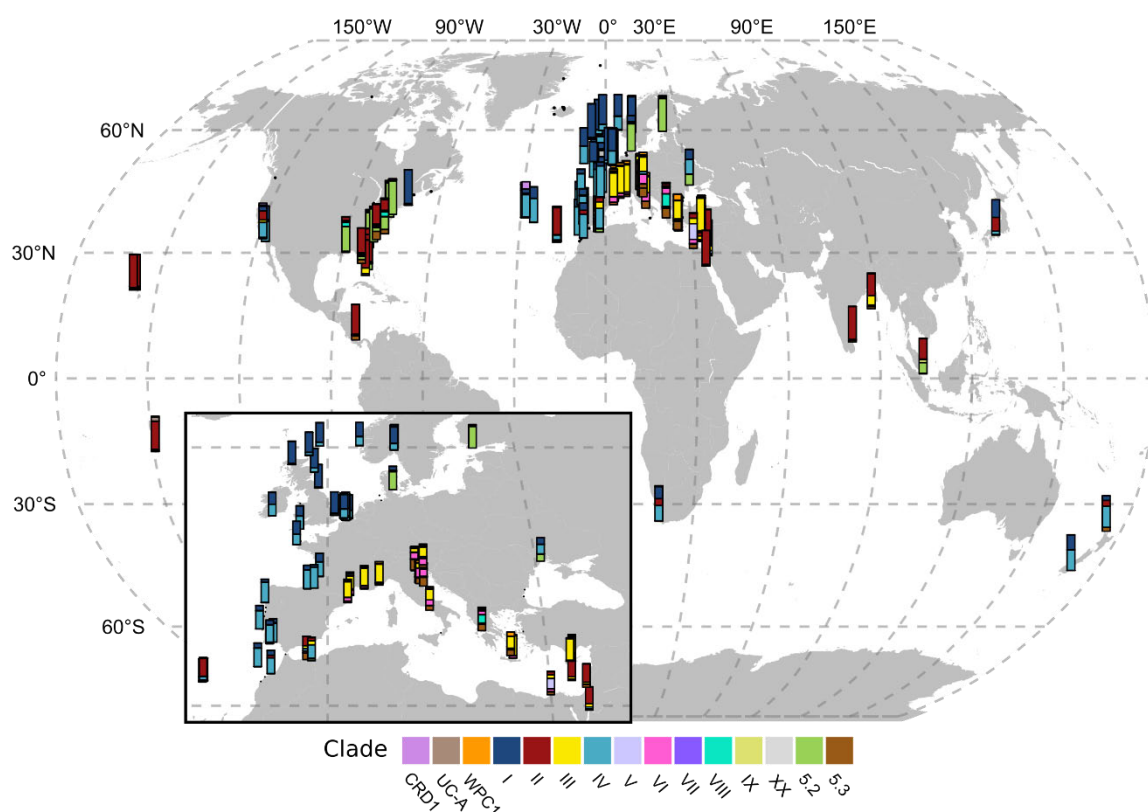 150°W 90°W 30°W 0° 30°E 90°E 150°E
60°N
30°N
0°
30°S
60°S
Clade
CRD1 UC-A WPC1 I II III IV V VI VII VIII IX XX 5.2 5.3